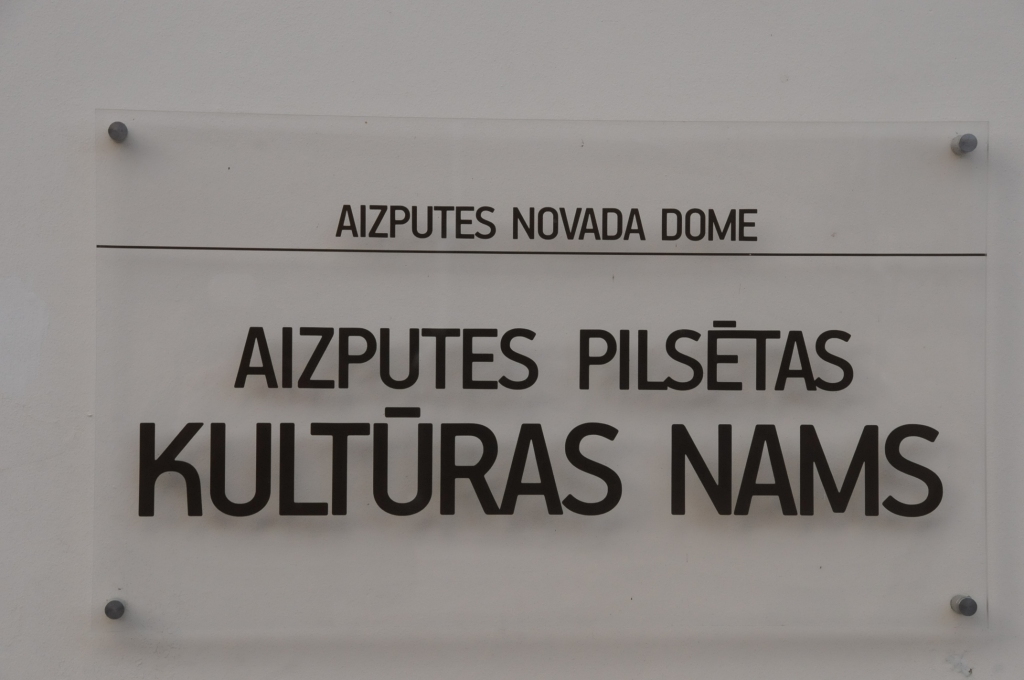 AIZPUTES NOVADA DOME
AIZPUTES PILSĒTAS
KULTŪRAS NAMS